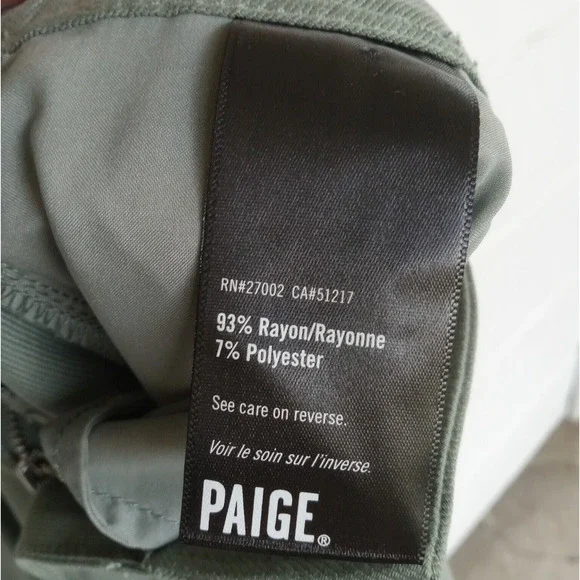 RN#27002 CA#51217
93% Rayon/Rayonne
7% Polyester
See care on reverse.
Voir le soin sur l'inverse.
PAIGE®